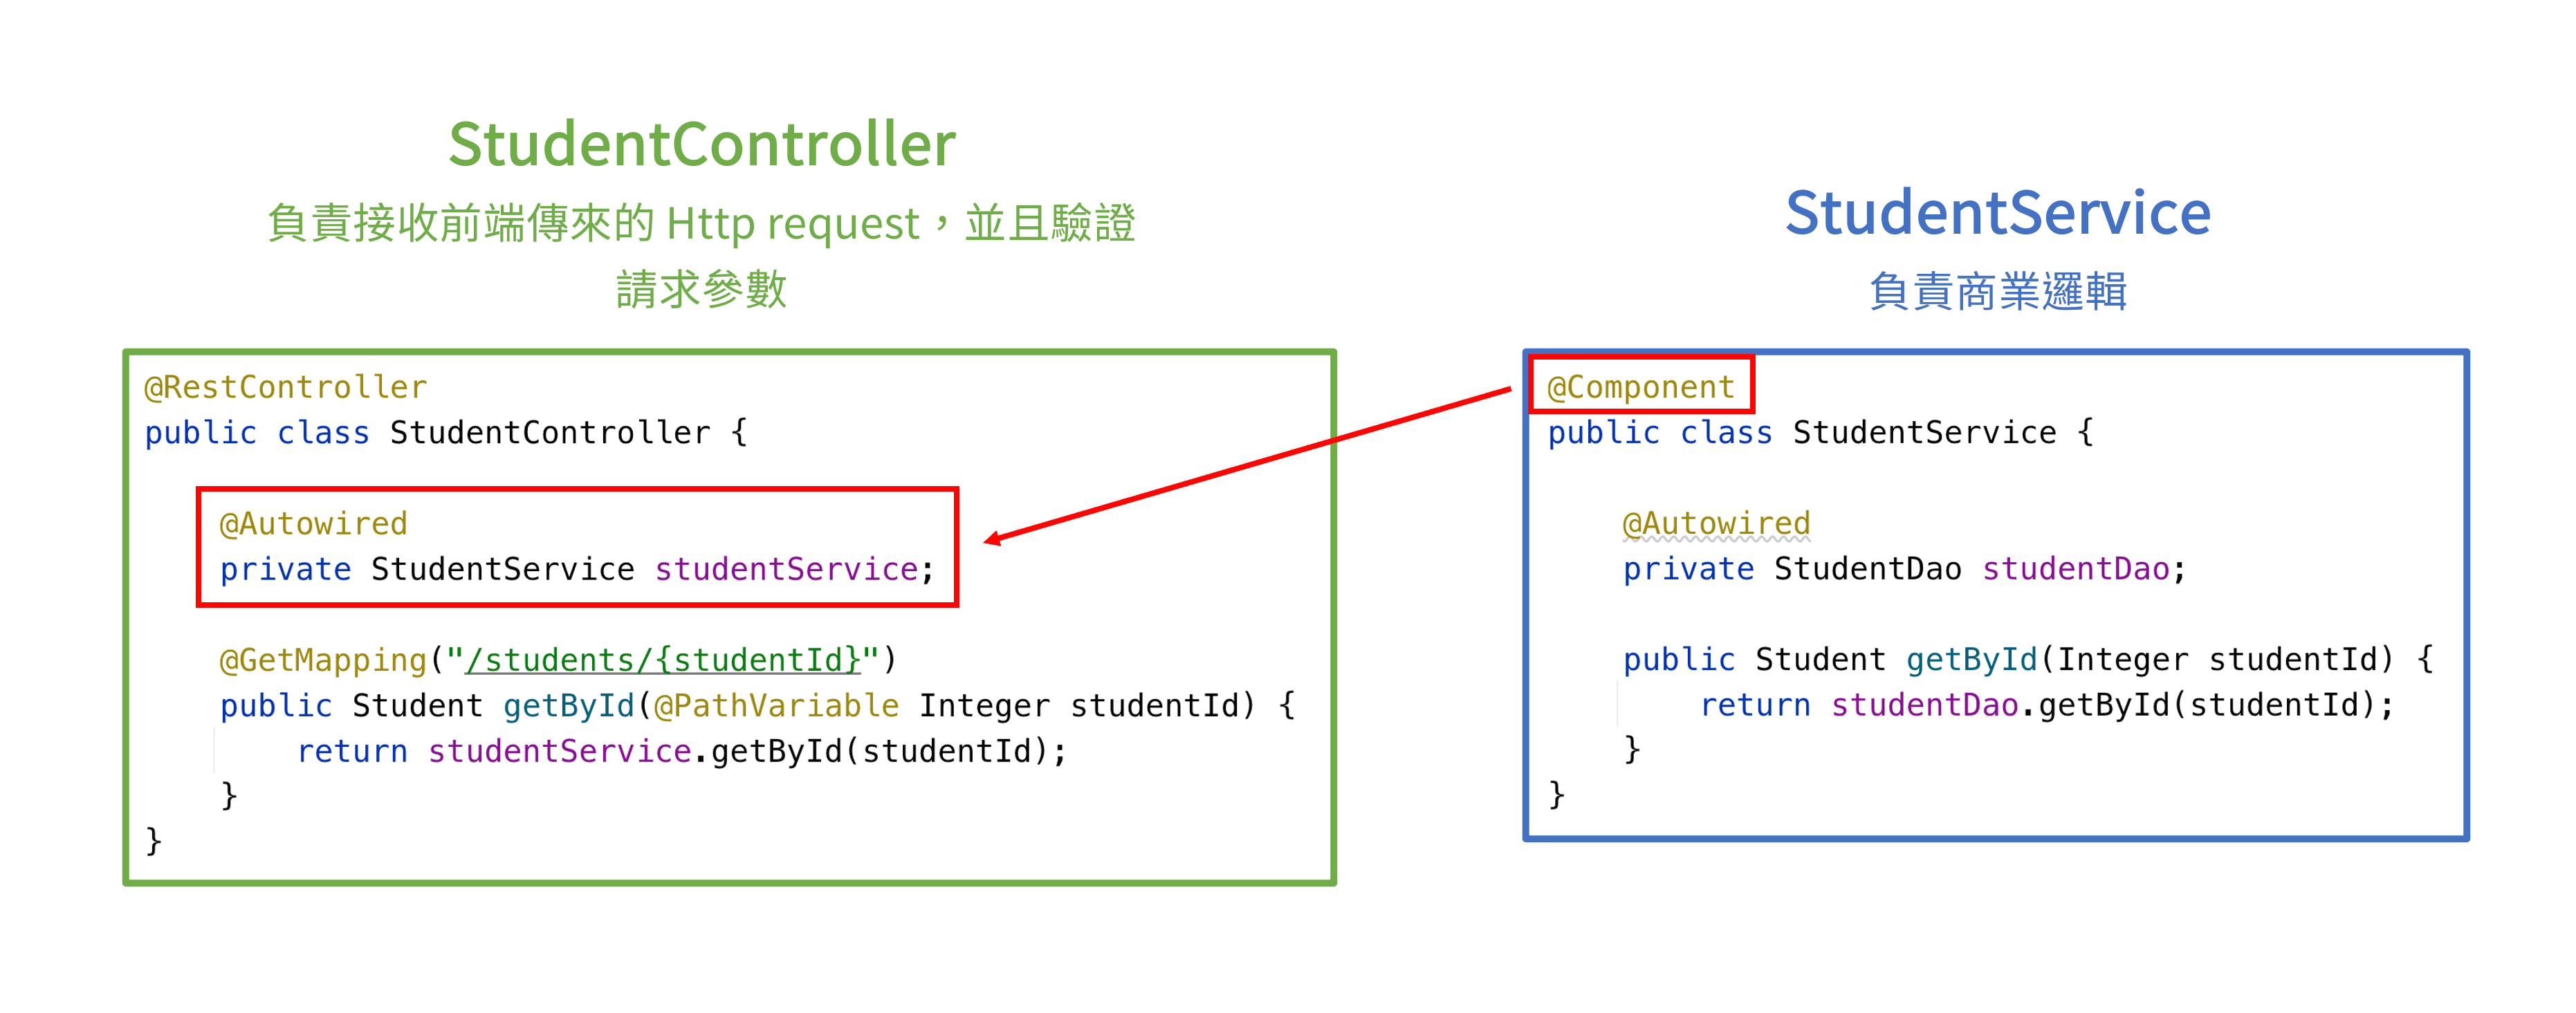 StudentController
負責接收前端傳來的 Http request，並且驗證
請求參數
@RestController
public class StudentController {
@Autowired
private StudentService studentService;
@GetMapping("/students/{studentId}")
public Student getById(@PathVariable Integer studentId) {
return studentService.getById(studentId);
}
}
StudentService
負責商業邏輯
@Component
public class StudentService {
@Autowired
private StudentDao studentDao;
public Student getById(Integer studentId) {
return studentDao.getById(studentId);
}
}